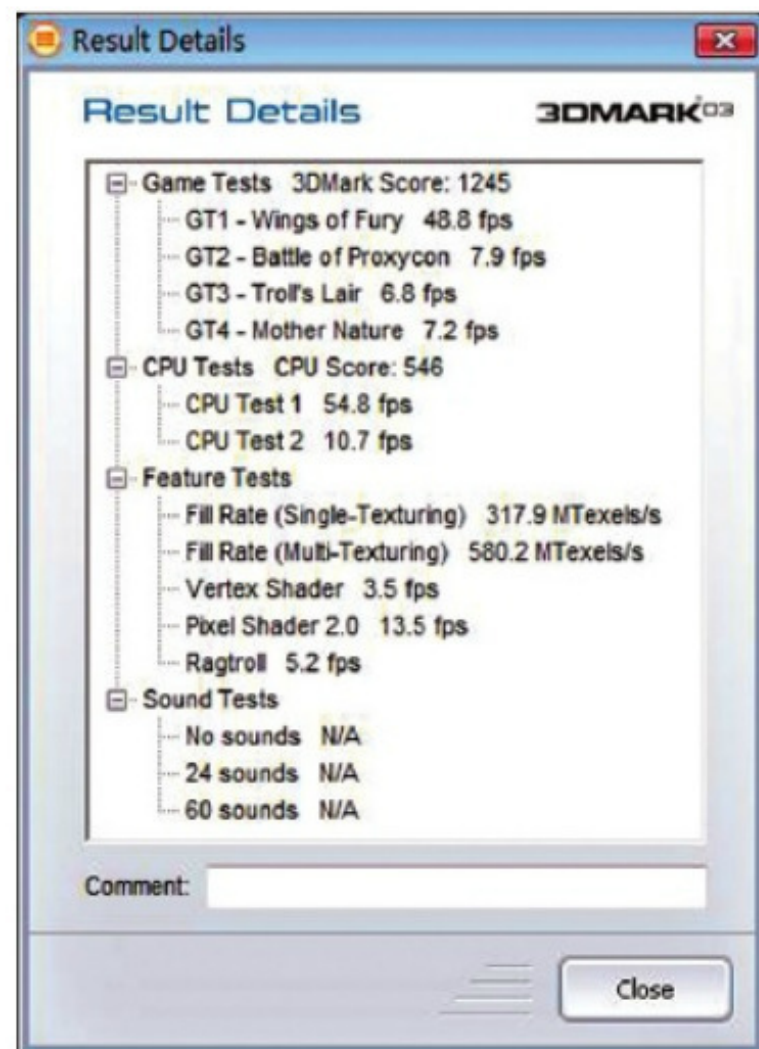 Result Details
Result Details 3DMARK'03
Game Tests 3DMark Score: 1245
GT1 - Wings of Fury 48.8 fps
GT2 - Battle of Proxycon 7.9 fps
GT3 - Troll's Lair 6.8 fps
GT4 - Mother Nature 7.2 fps
CPU Tests CPU Score: 546
CPU Test 1 54.8 fps
CPU Test 2 10.7 fps
Feature Tests
Fill Rate (Single-Texturing) 317.9 MTexels/s
Fill Rate (Multi-Texturing) 580.2 MTexels/s
Vertex Shader 3.5 fps
Pixel Shader 2.0 13.5 fps
Ragtroll 5.2 fps
Sound Tests
No sounds N/A
24 sounds N/A
60 sounds N/A
Comment:
Close